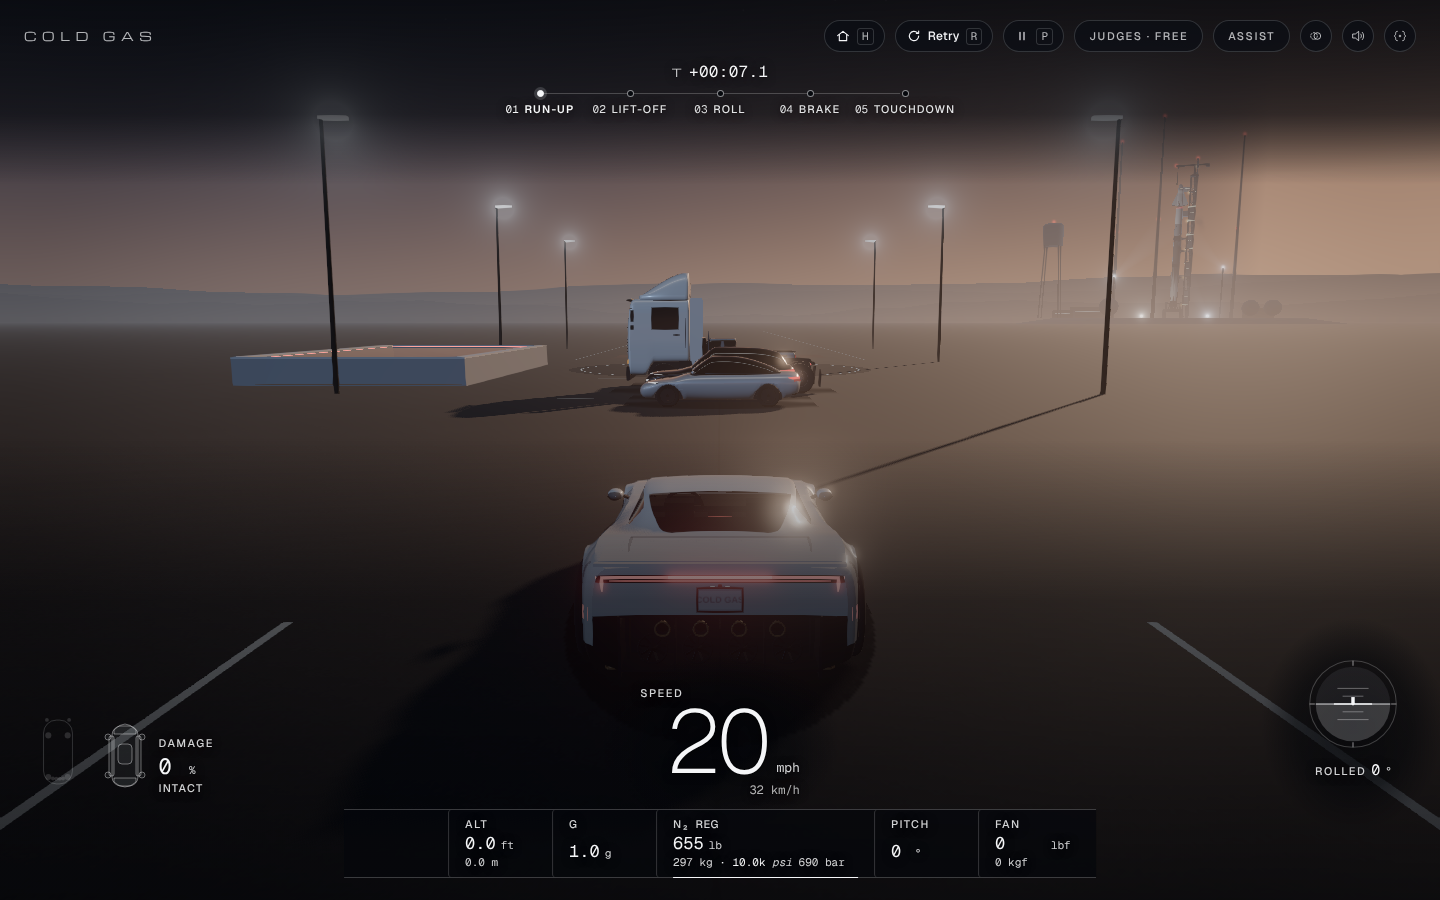 COLD GAS
H
Retry R
P
JUDGES · FREE
ASSIST
T +00:07.1
01 RUN-UP
02 LIFT-OFF
03 ROLL
04 BRAKE
05 TOUCHDOWN
COLD GAS
SPEED
20 mph
32 km/h
DAMAGE
0 %
INTACT
ROLLED 0 °
ALT
0.0 ft
0.0 m
G
1.0 g
N₂ REG
655 lb
297 kg · 10.0k psi 690 bar
PITCH
0 °
FAN
0 lbf
0 kgf